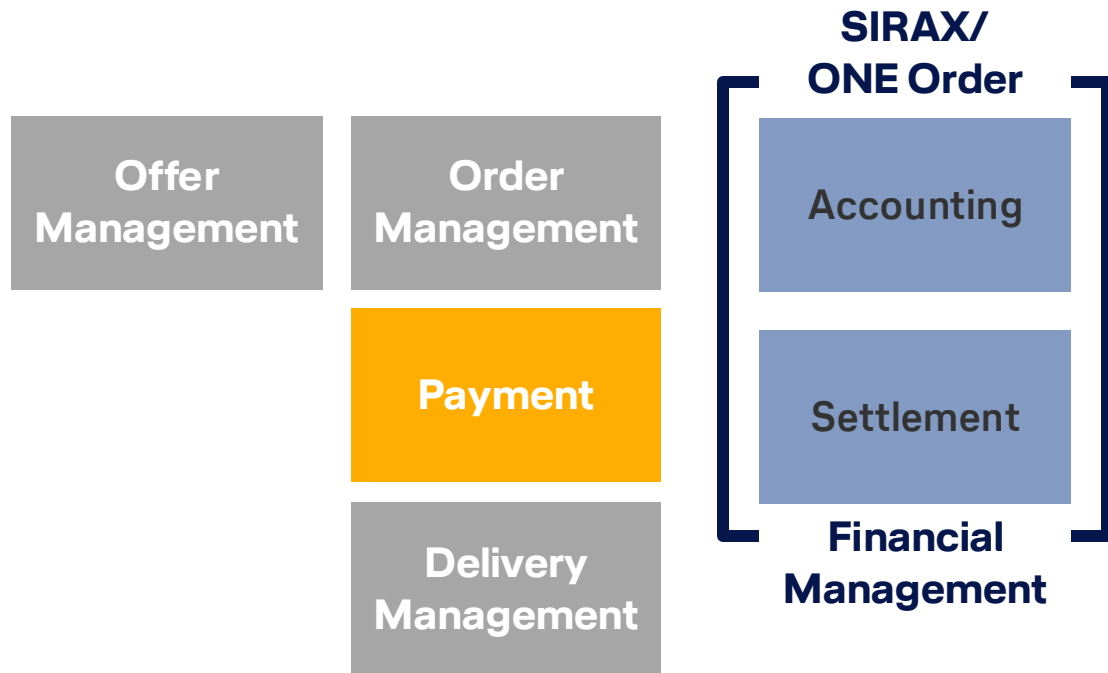 SIRAX/
ONE Order
Offer
Management
Order
Management
Accounting
Payment
Settlement
Delivery
Management
Financial
Management